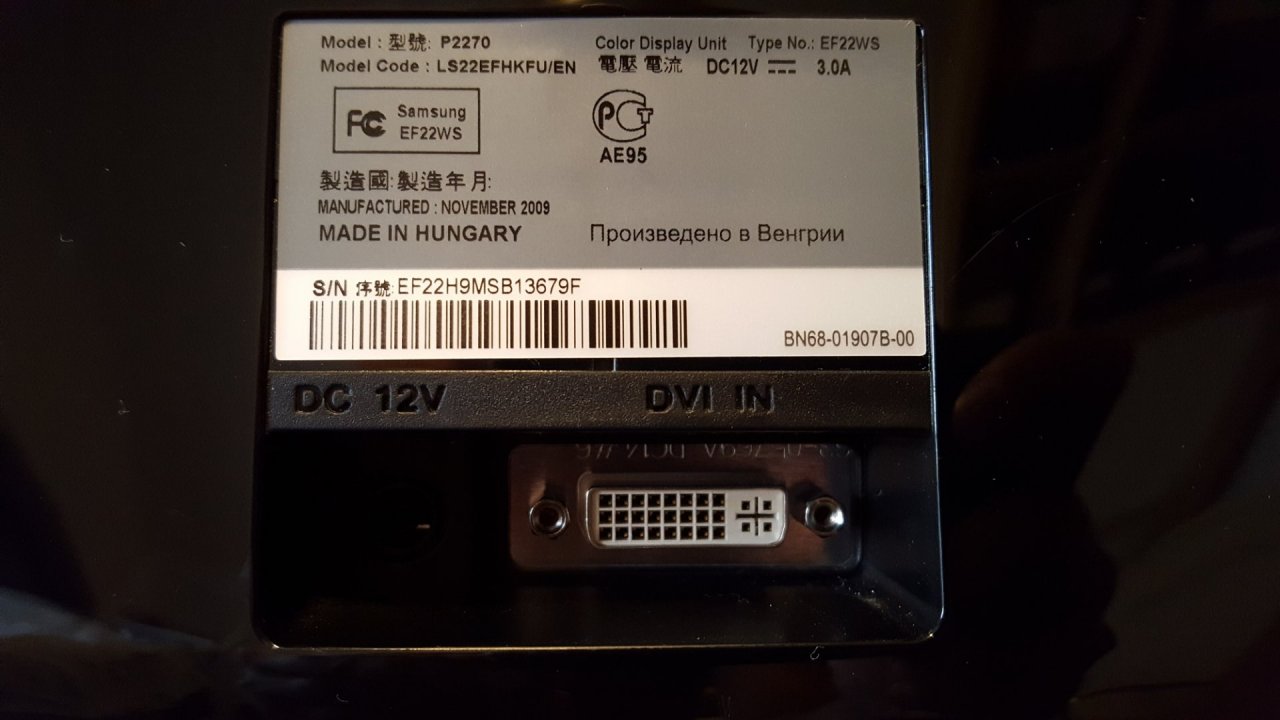 Model : 型號: P2270
Color Display Unit Type No.: EF22WS
Model Code : LS22EFHKFU/EN
電壓 電流 DC12V 3.0A
FC Samsung
EF22WS
РСТ
AE95
製造國: 製造年月:
MANUFACTURED : NOVEMBER 2009
MADE IN HUNGARY
Произведено в Венгрии
S/N 序號: EF22H9MSB13679F
BN68-01907B-00
DC 12V
DVI IN